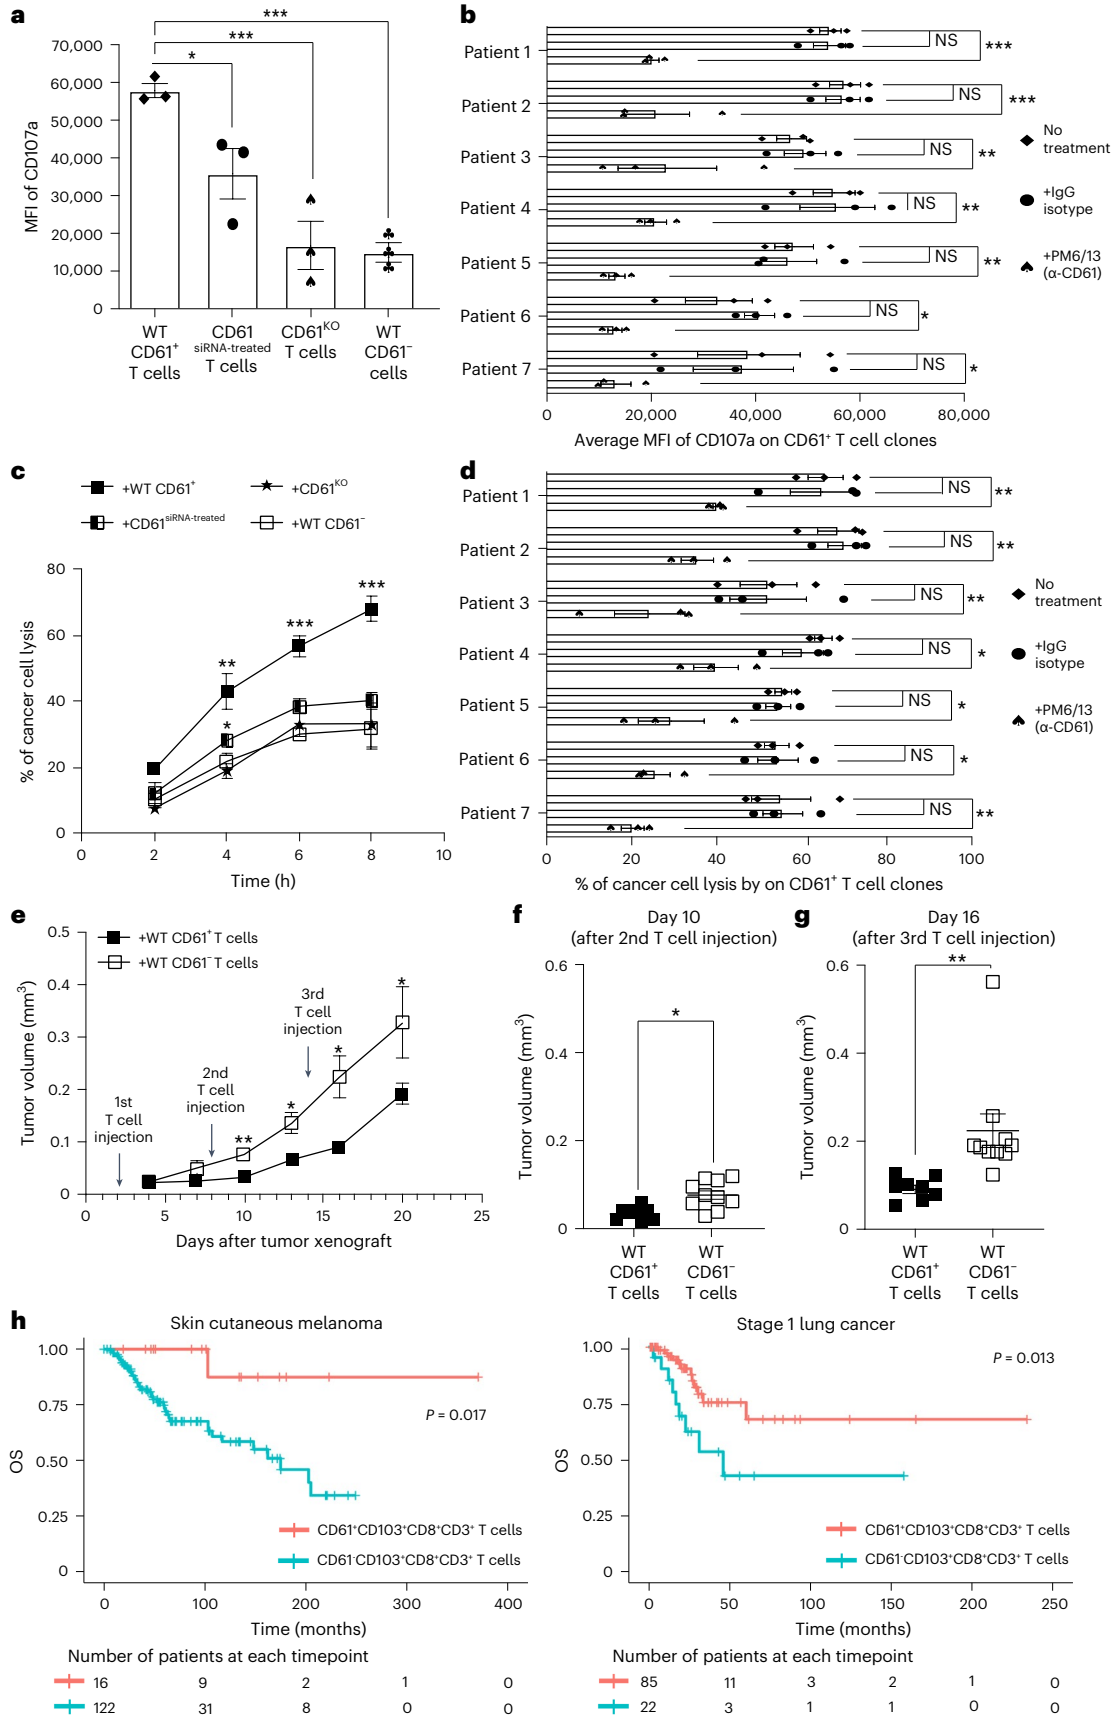 a
***
***
*
MFI of CD107a
70,000
60,000
50,000
40,000
30,000
20,000
10,000
0
WT
CD61⁺
T cells
CD61
siRNA-treated
T cells
CD61ᴷᴼ
T cells
WT
CD61⁻
cells
b
Patient 1
NS
***
Patient 2
NS
***
Patient 3
NS
**
Patient 4
NS
**
Patient 5
NS
**
Patient 6
NS
*
Patient 7
NS
*
0
20,000
40,000
60,000
80,000
Average MFI of CD107a on CD61⁺ T cell clones
No
treatment
+IgG
isotype
+PM6/13
(α-CD61)
c
+WT CD61⁺
+CD61ᴷᴼ
+CD61siRNA-treated
+WT CD61⁻
% of cancer cell lysis
80
60
40
20
0
**
*
***
***
0
2
4
6
8
10
Time (h)
d
Patient 1
NS
**
Patient 2
NS
**
Patient 3
NS
**
Patient 4
NS
*
Patient 5
NS
*
Patient 6
NS
*
Patient 7
NS
**
0
20
40
60
80
100
% of cancer cell lysis by on CD61⁺ T cell clones
No
treatment
+IgG
isotype
+PM6/13
(α-CD61)
e
+WT CD61⁺ T cells
+WT CD61⁻ T cells
Tumor volume (mm³)
0.5
0.4
0.3
0.2
0.1
0
1st
T cell
injection
2nd
T cell
injection
3rd
T cell
injection
**
*
*
*
0
5
10
15
20
25
Days after tumor xenograft
f
Day 10
(after 2nd T cell injection)
Tumor volume (mm³)
0.6
0.4
0.2
0
*
WT
CD61⁺
T cells
WT
CD61⁻
T cells
g
Day 16
(after 3rd T cell injection)
Tumor volume (mm³)
0.6
0.4
0.2
0
**
WT
CD61⁺
T cells
WT
CD61⁻
T cells
h
Skin cutaneous melanoma
OS
1.00
0.75
0.50
0.25
0
P = 0.017
CD61⁺CD103⁺CD8⁺CD3⁺ T cells
CD61⁻CD103⁺CD8⁺CD3⁺ T cells
0
100
200
300
400
Time (months)
Number of patients at each timepoint
16 9 2 1 0
122 31 8 0 0
Stage 1 lung cancer
OS
1.00
0.75
0.50
0.25
0
P = 0.013
CD61⁺CD103⁺CD8⁺CD3⁺ T cells
CD61⁻CD103⁺CD8⁺CD3⁺ T cells
0
50
100
150
200
250
Time (months)
Number of patients at each timepoint
85 11 3 2 1 0
22 3 1 1 0 0